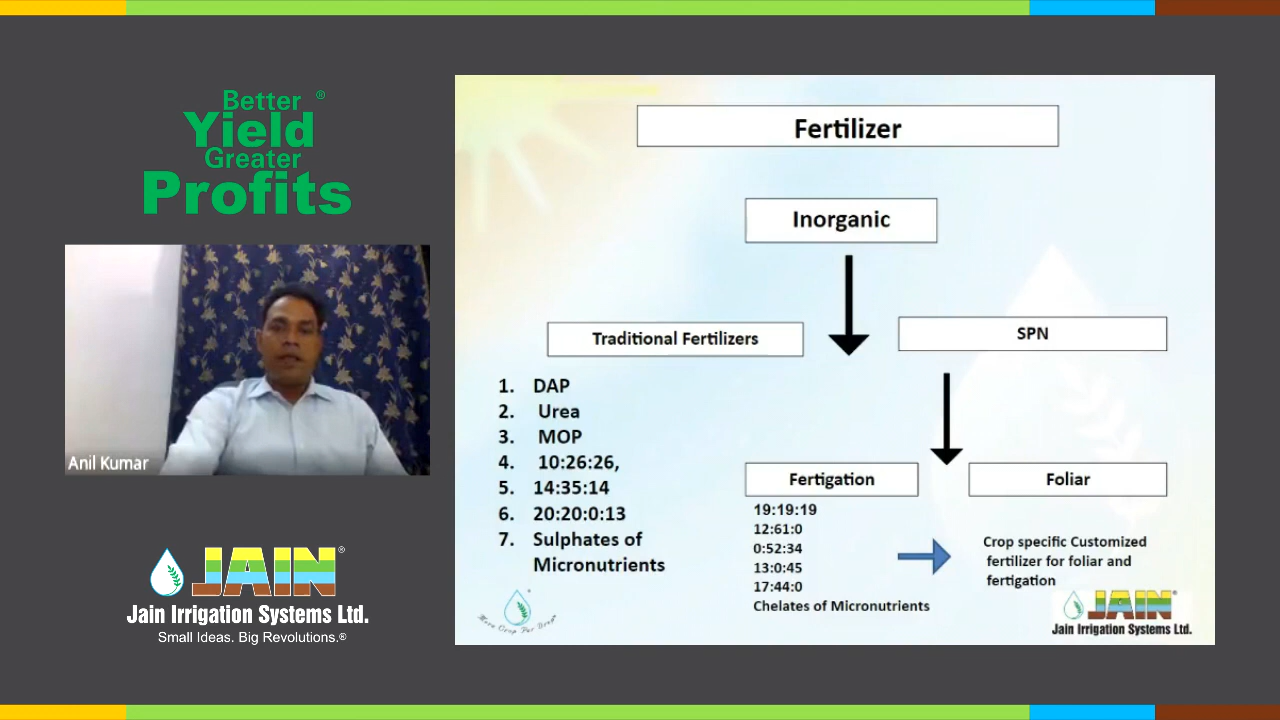 Better ®
Yield
Greater
Profits
Anil Kumar
JAIN®
Jain Irrigation Systems Ltd.
Small Ideas. Big Revolutions.®
Fertilizer
Inorganic
Traditional Fertilizers
SPN
1. DAP
2. Urea
3. MOP
4. 10:26:26,
5. 14:35:14
6. 20:20:0:13
7. Sulphates of
Micronutrients
Fertigation
19:19:19
12:61:0
0:52:34
13:0:45
17:44:0
Chelates of Micronutrients
Foliar
Crop specific Customized
fertilizer for foliar and
fertigation
More Crop Per Drop®
JAIN®
Jain Irrigation Systems Ltd.